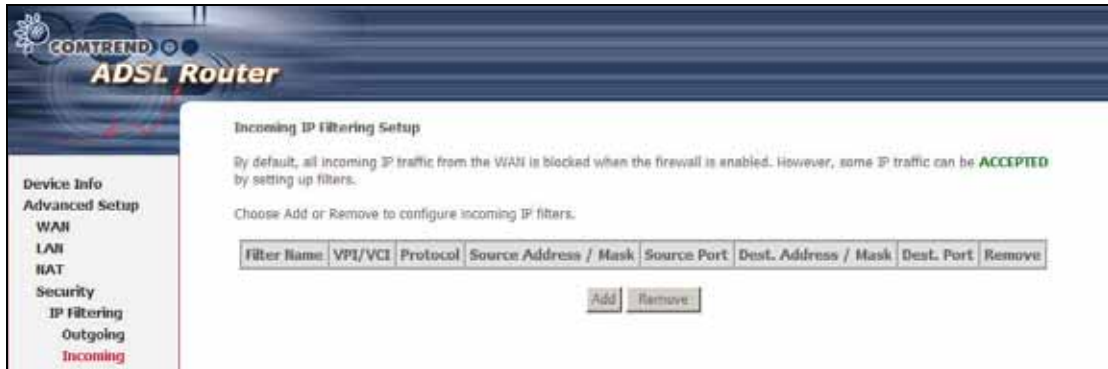 COMTREND
ADSL Router
Device Info
Advanced Setup
WAN
LAN
NAT
Security
IP Filtering
Outgoing
Incoming
Incoming IP Filtering Setup
By default, all incoming IP traffic from the WAN is blocked when the firewall is enabled. However, some IP traffic can be ACCEPTED
by setting up filters.
Choose Add or Remove to configure incoming IP filters.
Filter Name VPI/VCI Protocol Source Address / Mask Source Port Dest. Address / Mask Dest. Port Remove
Add Remove